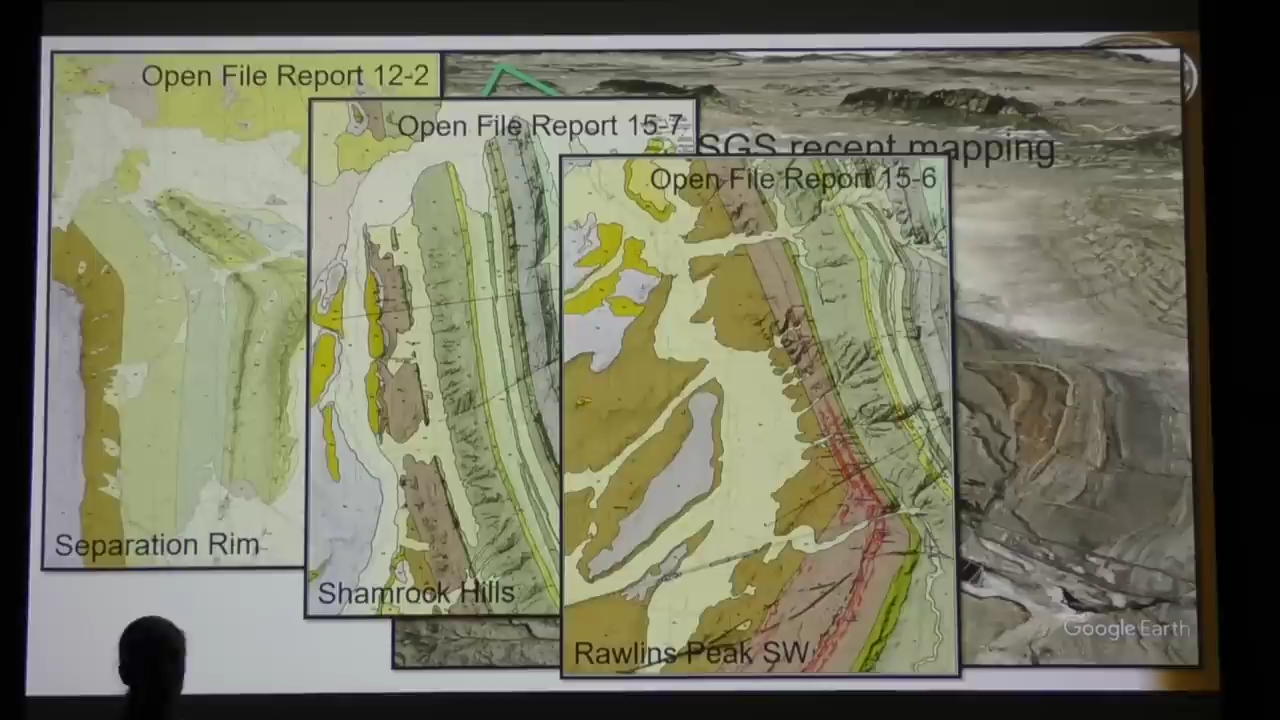 Open File Report 12-2
Open File Report 15-7
SGS recent mapping
Open File Report 15-6
Separation Rim
Shamrock Hills
Rawlins Peak SW
Google Earth